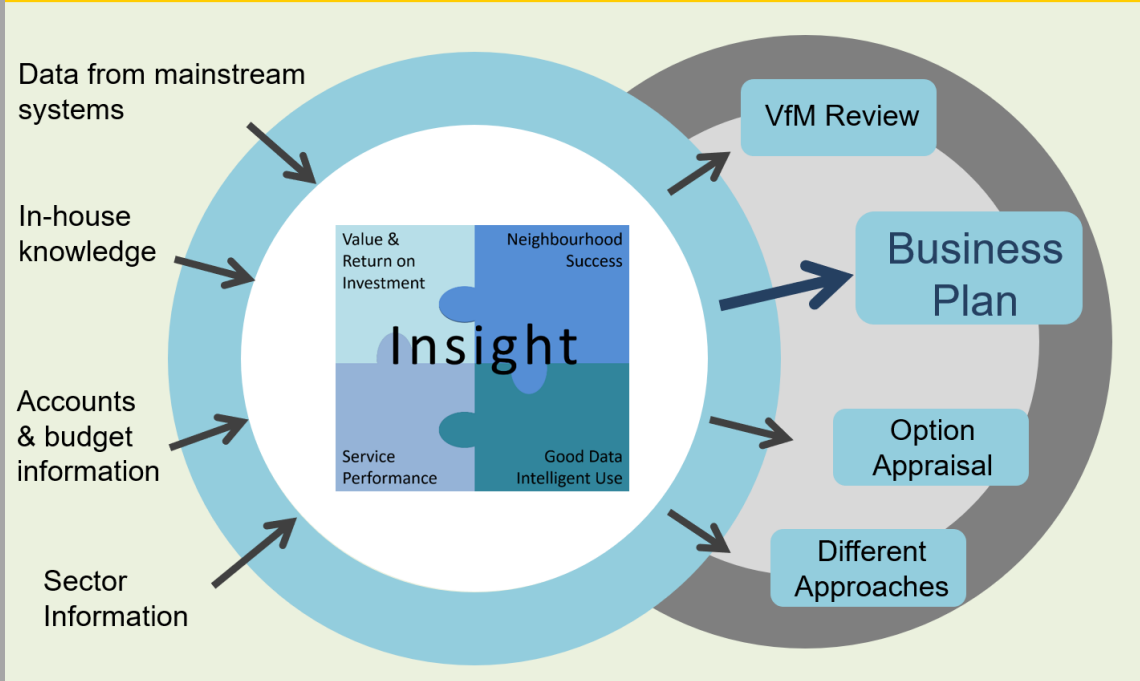 Data from mainstream
systems
In-house
knowledge
Accounts
& budget
information
Sector
Information
Value &
Return on
Investment
Neighbourhood
Success
Insight
Service
Performance
Good Data
Intelligent Use
VfM Review
Business
Plan
Option
Appraisal
Different
Approaches